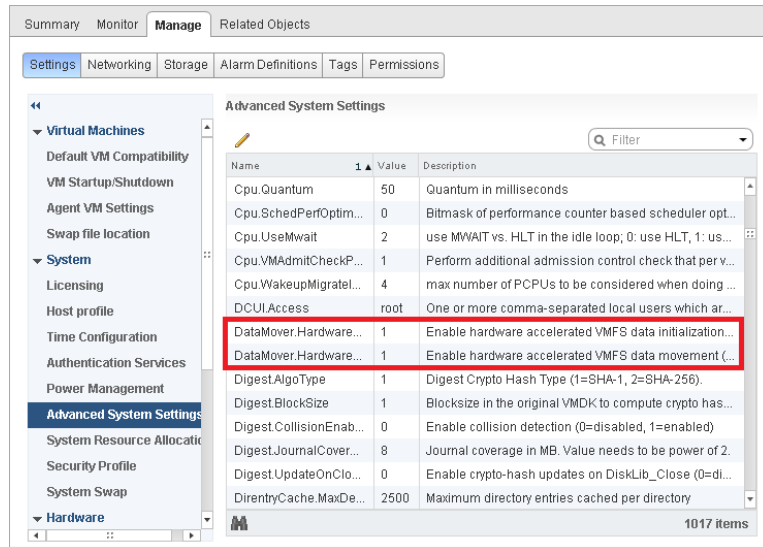 Summary Monitor Manage Related Objects
Settings Networking Storage Alarm Definitions Tags Permissions
Virtual Machines
Default VM Compatibility
VM Startup/Shutdown
Agent VM Settings
Swap file location
System
Licensing
Host profile
Time Configuration
Authentication Services
Power Management
Advanced System Settings
System Resource Allocatio
Security Profile
System Swap
Hardware
Advanced System Settings
Filter
Name 1 Value Description
Cpu.Quantum 50 Quantum in milliseconds
Cpu.SchedPerfOptim... 0 Bitmask of performance counter based scheduler opt...
Cpu.UseMwait 2 use MWAIT vs. HLT in the idle loop; 0: use HLT, 1: us...
Cpu.VMAdmitCheckP... 1 Perform additional admission control check that per v...
Cpu.WakeupMigrateI... 4 max number of PCPUs to be considered when doing ...
DCUI.Access root One or more comma-separated local users which ar...
DataMover.Hardware... 1 Enable hardware accelerated VMFS data initialization...
DataMover.Hardware... 1 Enable hardware accelerated VMFS data movement (...
Digest.AlgoType 1 Digest Crypto Hash Type (1=SHA-1, 2=SHA-256).
Digest.BlockSize 1 Blocksize in the original VMDK to compute crypto has...
Digest.CollisionEnab... 0 Enable collision detection (0=disabled, 1=enabled)
Digest.JournalCover... 8 Journal coverage in MB. Value needs to be power of 2.
Digest.UpdateOnClo... 0 Enable crypto-hash updates on DiskLib_Close (0=di...
DirentryCache.MaxDe... 2500 Maximum directory entries cached per directory
1017 items